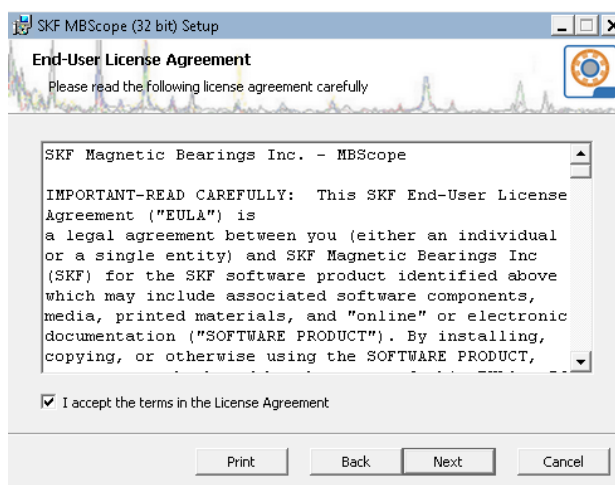 SKF MBScope (32 bit) Setup
End-User License Agreement
Please read the following license agreement carefully
SKF Magnetic Bearings Inc. - MBScope
IMPORTANT-READ CAREFULLY:  This SKF End-User License
Agreement ("EULA") is
a legal agreement between you (either an individual
or a single entity) and SKF Magnetic Bearings Inc
(SKF) for the SKF software product identified above
which may include associated software components,
media, printed materials, and "online" or electronic
documentation ("SOFTWARE PRODUCT"). By installing,
copying, or otherwise using the SOFTWARE PRODUCT,
I accept the terms in the License Agreement
Print Back Next Cancel